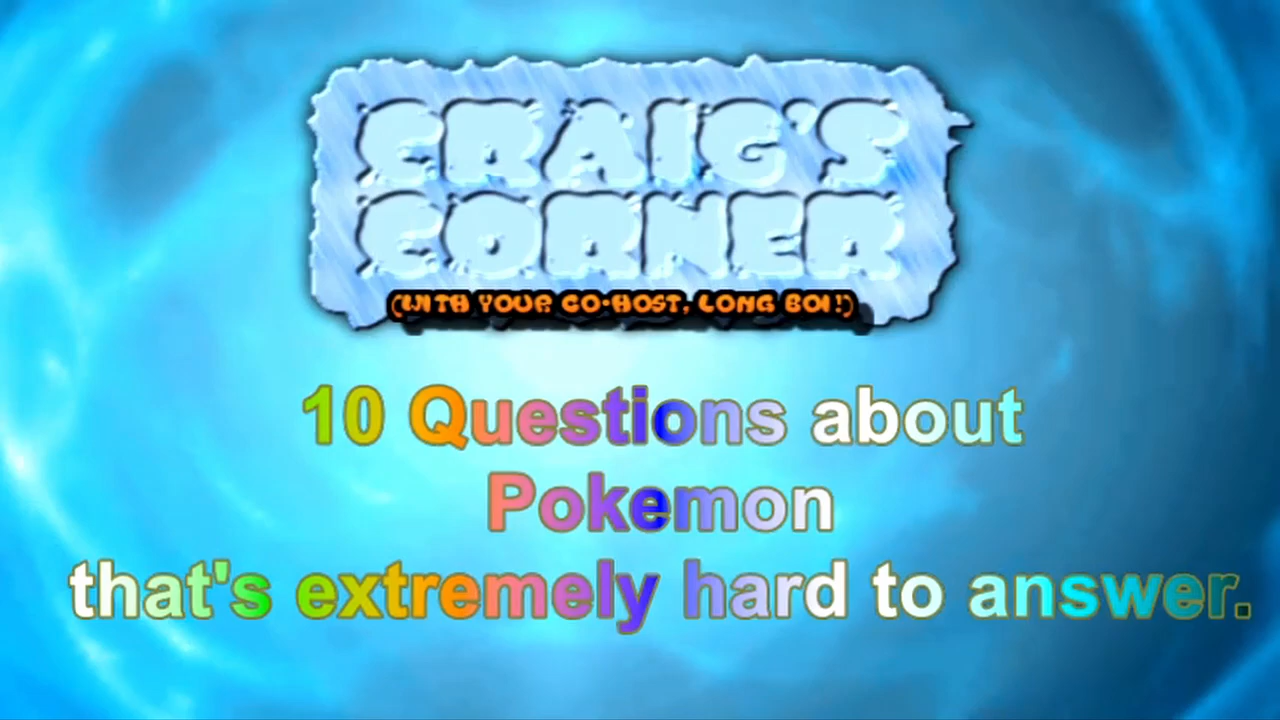 CRAIG'S
CORNER
(WITH YOUR CO-HOST, LONG BOI!)
10 Questions about
Pokemon
that's extremely hard to answer.